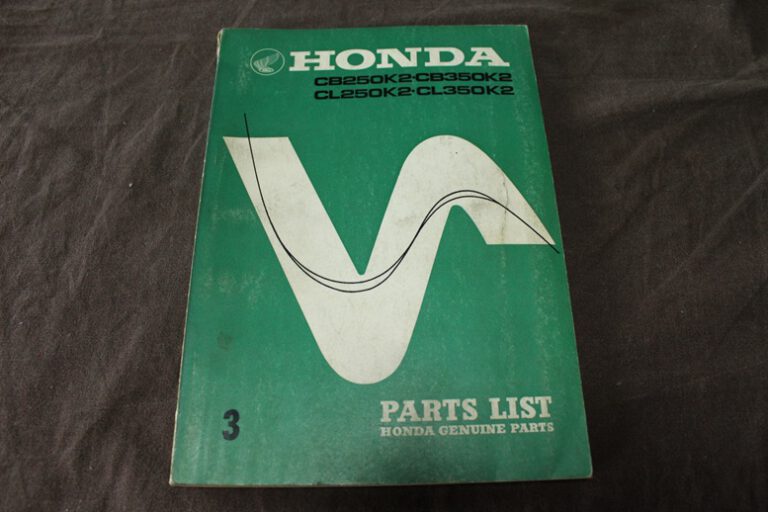 HONDA
CB250K2·CB350K2
CL250K2·CL350K2
3
PARTS LIST
HONDA GENUINE PARTS